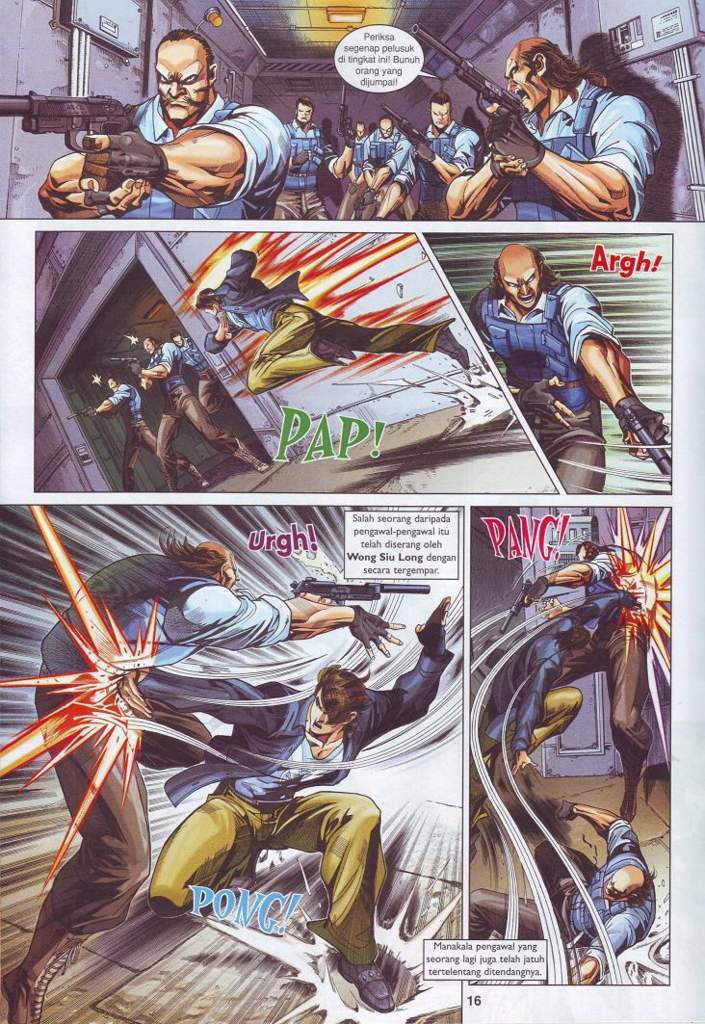 Periksa
segenap pelusuk
di tingkat ini! Bunuh
orang yang
dijumpai!
Argh!
PAP!
Urgh!
Salah seorang daripada
pengawal-pengawal itu
telah diserang oleh
Wong Siu Long dengan
secara tergempar.
PONG!
PANG!
Manakala pengawal yang
seorang lagi juga telah jatuh
tertelentang ditendangnya.
16